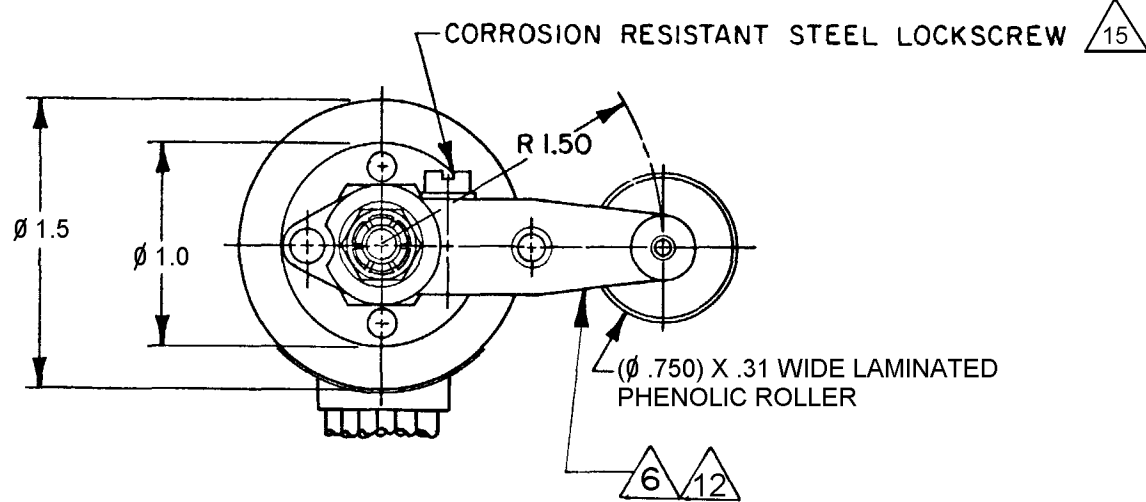 CORROSION RESISTANT STEEL LOCKSCREW 15
R 1.50
Ø 1.5
Ø 1.0
(Ø .750) X .31 WIDE LAMINATED
PHENOLIC ROLLER
6 12